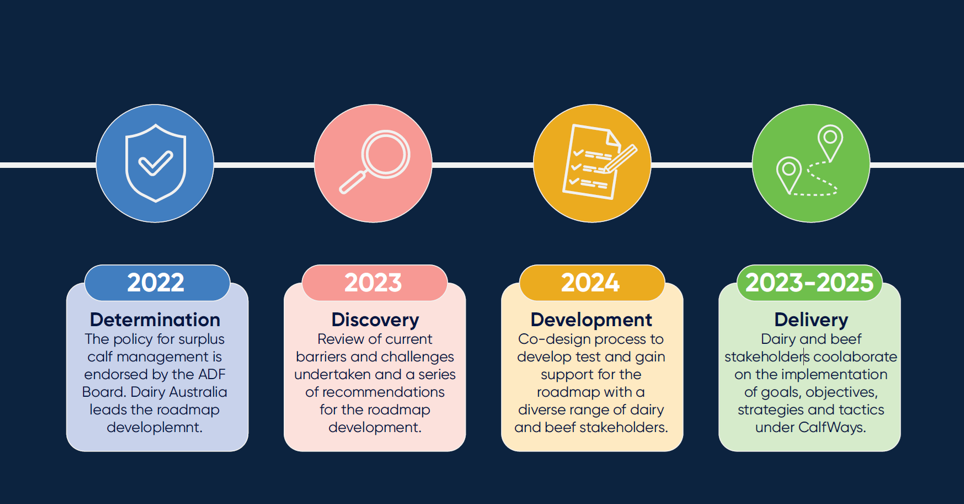 2022
Determination
The policy for surplus
calf management is
endorsed by the ADF
Board. Dairy Australia
leads the roadmap
developlemnt.
2023
Discovery
Review of current
barriers and challenges
undertaken and a series
of recommendations
for the roadmap
development.
2024
Development
Co-design process to
develop test and gain
support for the
roadmap with a
diverse range of dairy
and beef stakeholders.
2023-2025
Delivery
Dairy and beef
stakeholders coolaborate
on the implementation
of goals, objectives,
strategies and tactics
under CalfWays.